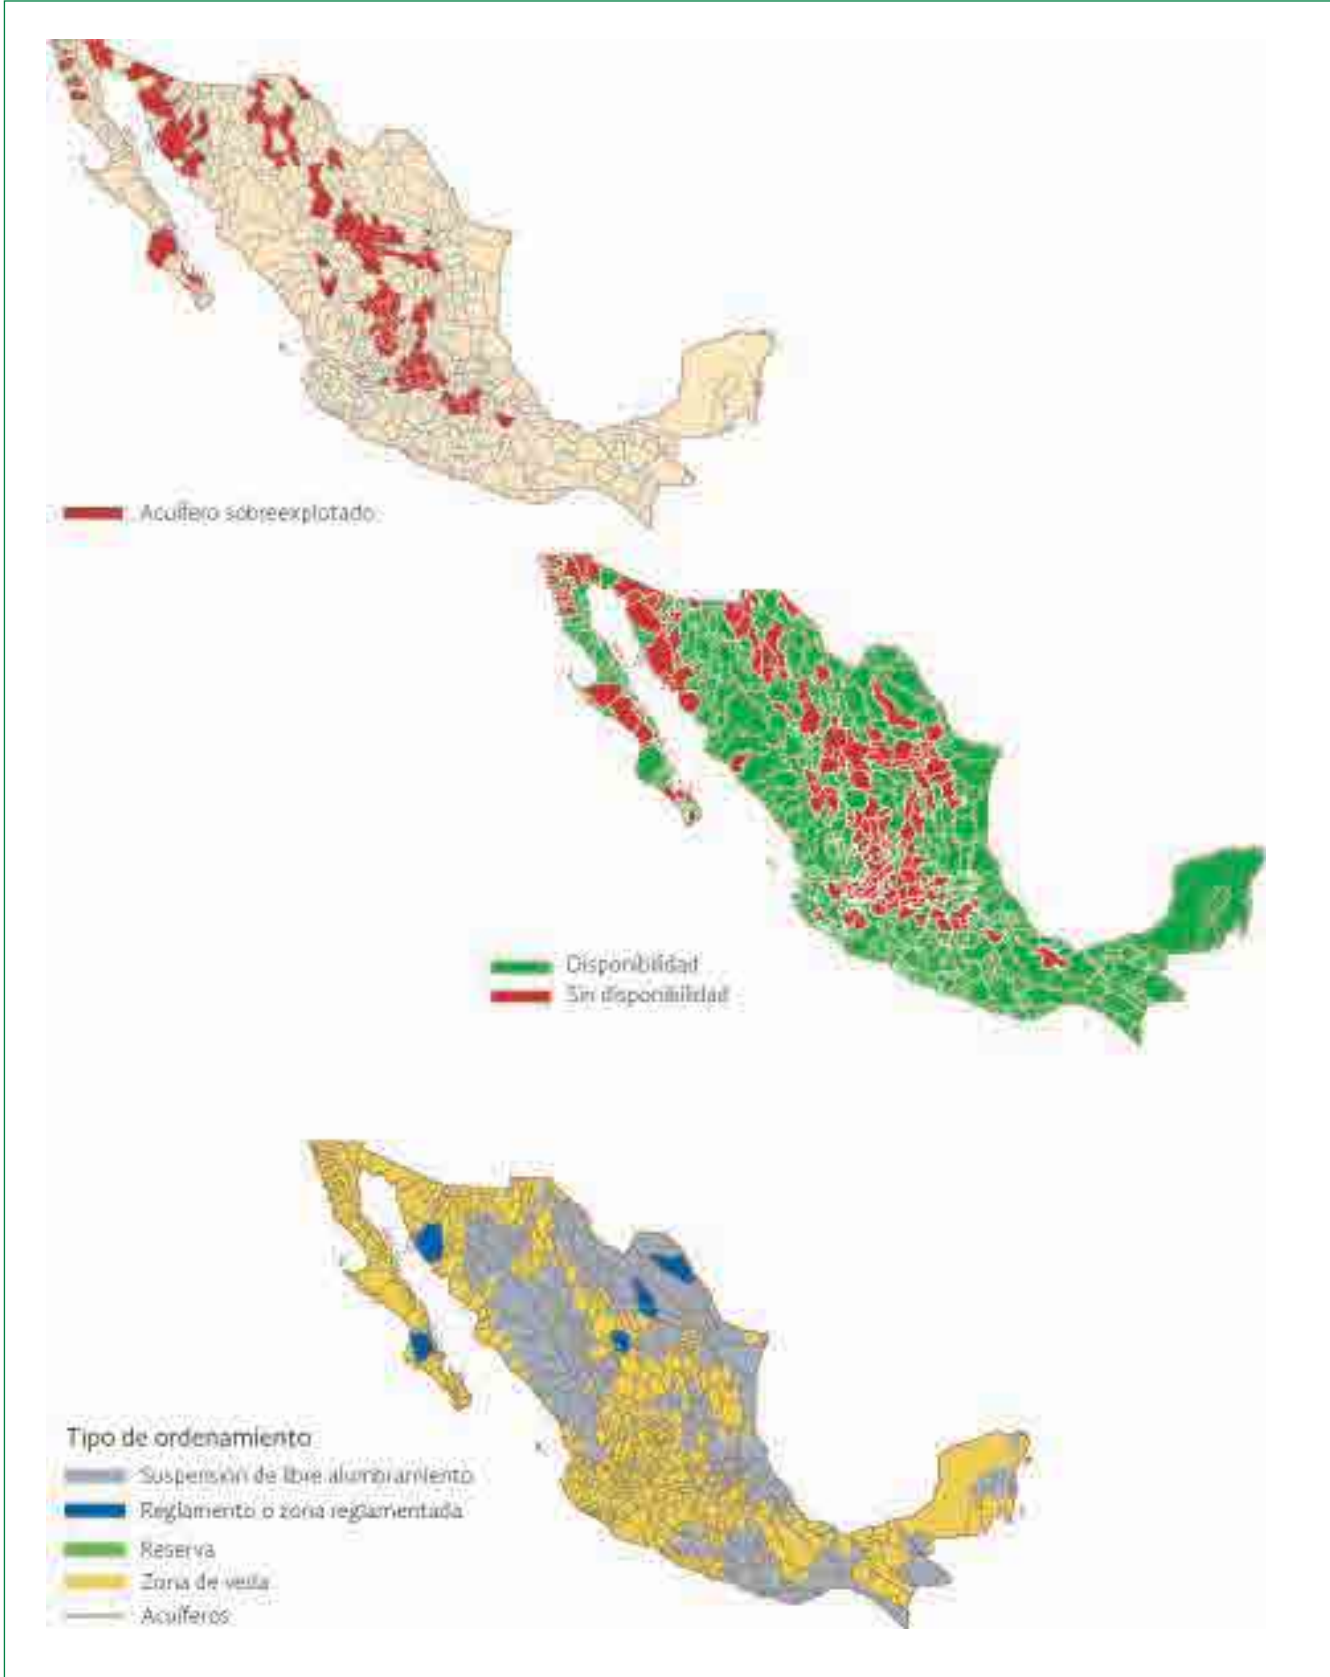 Acuífero sobreexplotado
Disponibilidad
Sin disponibilidad
Tipo de ordenamiento
Suspensión de libre alumbramiento
Reglamento o zona reglamentada
Reserva
Zona de veda
Acuíferos